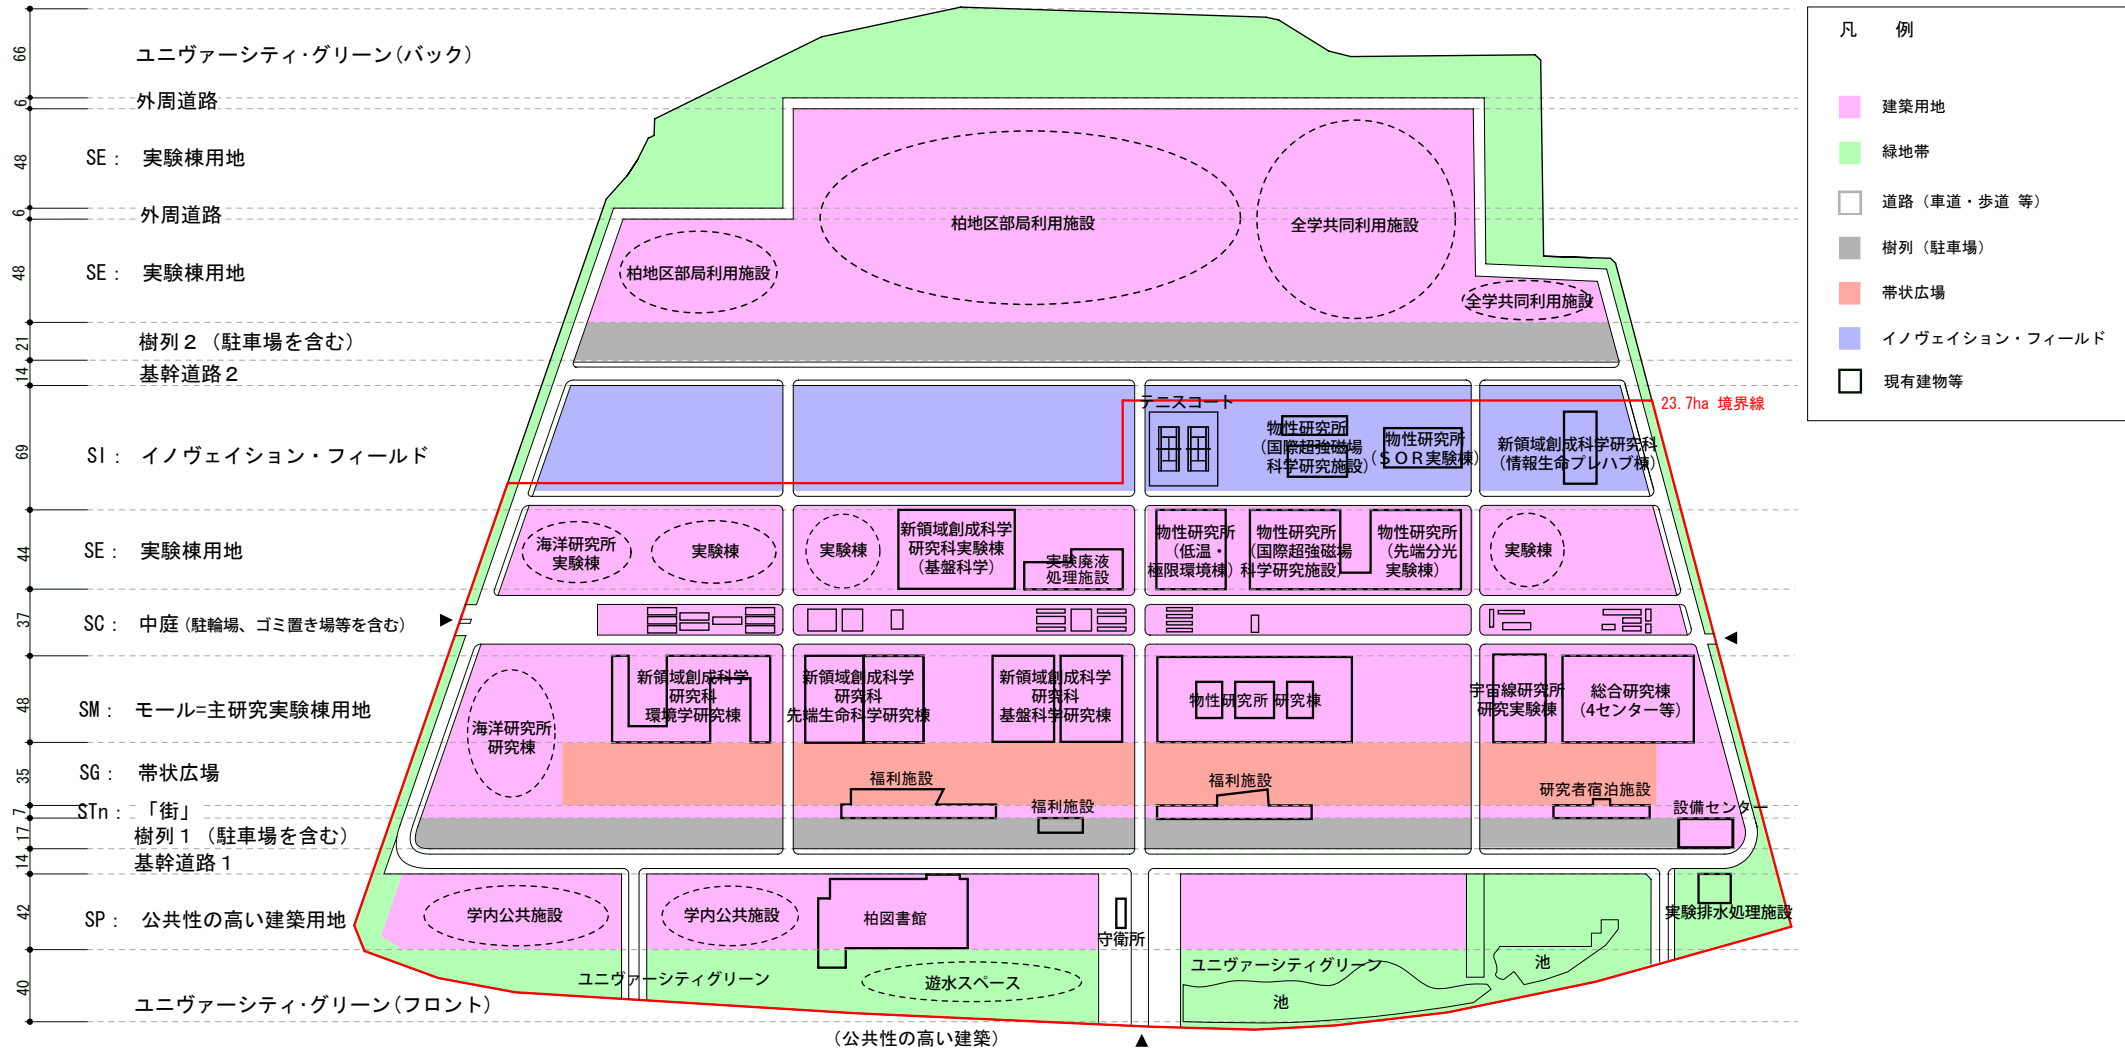 66
ユニヴァーシティ・グリーン(バック)
6
外周道路
48
SE： 実験棟用地
6
外周道路
48
SE： 実験棟用地
21
樹列２（駐車場を含む）
14
基幹道路２
69
SI： イノヴェイション・フィールド
44
SE： 実験棟用地
37
SC： 中庭(駐輪場、ゴミ置き場等を含む)
48
SM： モール=主研究実験棟用地
35
SG： 帯状広場
7
STn： 「街」
17
樹列１（駐車場を含む）
14
基幹道路１
42
SP： 公共性の高い建築用地
40
ユニヴァーシティ・グリーン(フロント)
柏地区部局利用施設
全学共同利用施設
柏地区部局利用施設
全学共同利用施設
23.7ha 境界線
テニスコート
物性研究所
（国際超強磁場
科学研究施設）
物性研究所
（ＳＯＲ実験棟）
新領域創成科学研究科
（情報生命プレハブ棟）
海洋研究所
実験棟
実験棟
実験棟
新領域創成科学
研究科実験棟
（基盤科学）
実験廃液
処理施設
物性研究所
（低温・
極限環境棟）
物性研究所
（国際超強磁場
科学研究施設）
物性研究所
（先端分光
実験棟）
実験棟
海洋研究所
研究棟
新領域創成科学
研究科
環境学研究棟
新領域創成科学
研究科
先端生命科学研究棟
新領域創成科学
研究科
基盤科学研究棟
物性研究所 研究棟
宇宙線研究所
研究実験棟
総合研究棟
（4センター等）
福利施設
福利施設
福利施設
研究者宿泊施設
設備センター
学内公共施設
学内公共施設
柏図書館
守衛所
実験排水処理施設
ユニヴァーシティグリーン
遊水スペース
ユニヴァーシティグリーン
池
池
（公共性の高い建築）
凡 例
建築用地
緑地帯
道路（車道・歩道 等）
樹列（駐車場）
帯状広場
イノヴェイション・フィールド
現有建物等